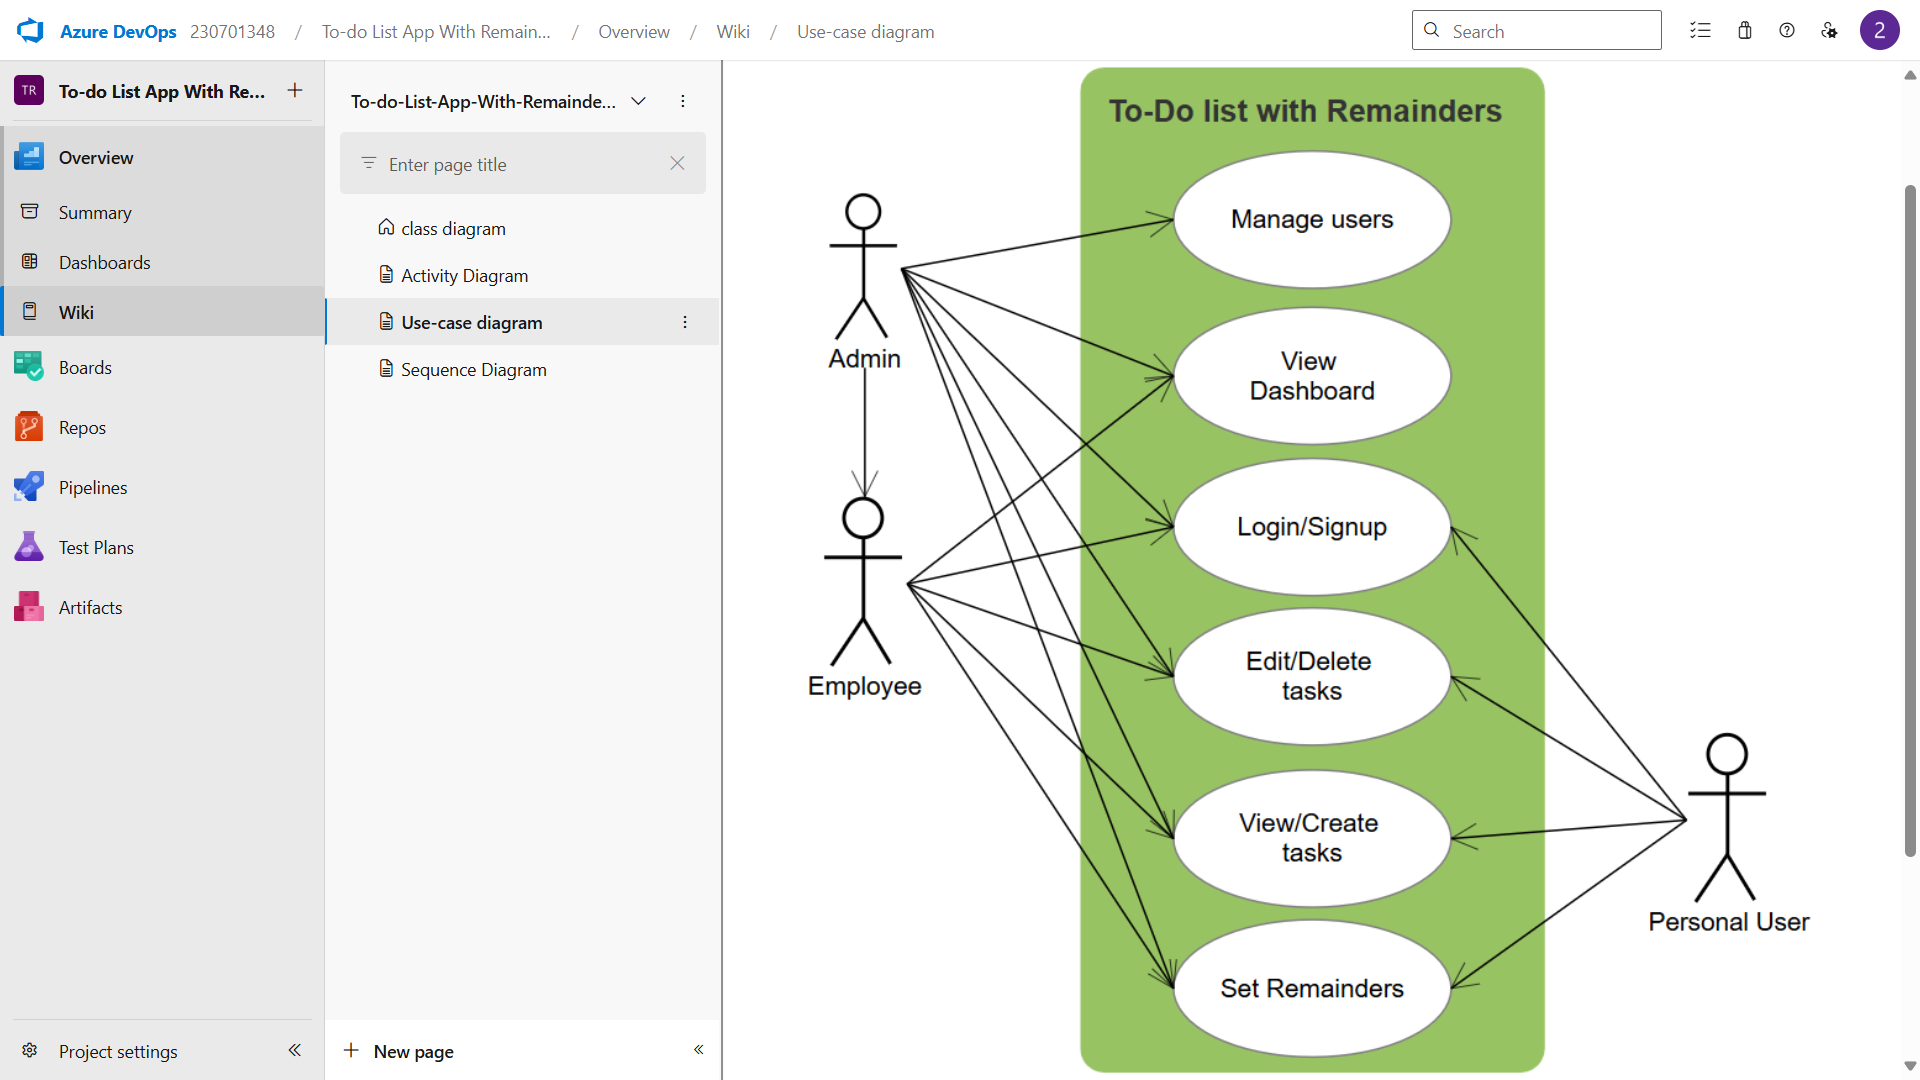 Azure DevOps 230701348 / To-do List App With Remain... / Overview / Wiki / Use-case diagram
Search
2
TR To-do List App With Re...
Overview
Summary
Dashboards
Wiki
Boards
Repos
Pipelines
Test Plans
Artifacts
Project settings
To-do-List-App-With-Remainde...
Enter page title
class diagram
Activity Diagram
Use-case diagram
Sequence Diagram
New page
To-Do list with Remainders
Manage users
View
Dashboard
Login/Signup
Edit/Delete
tasks
View/Create
tasks
Set Remainders
Admin
Employee
Personal User